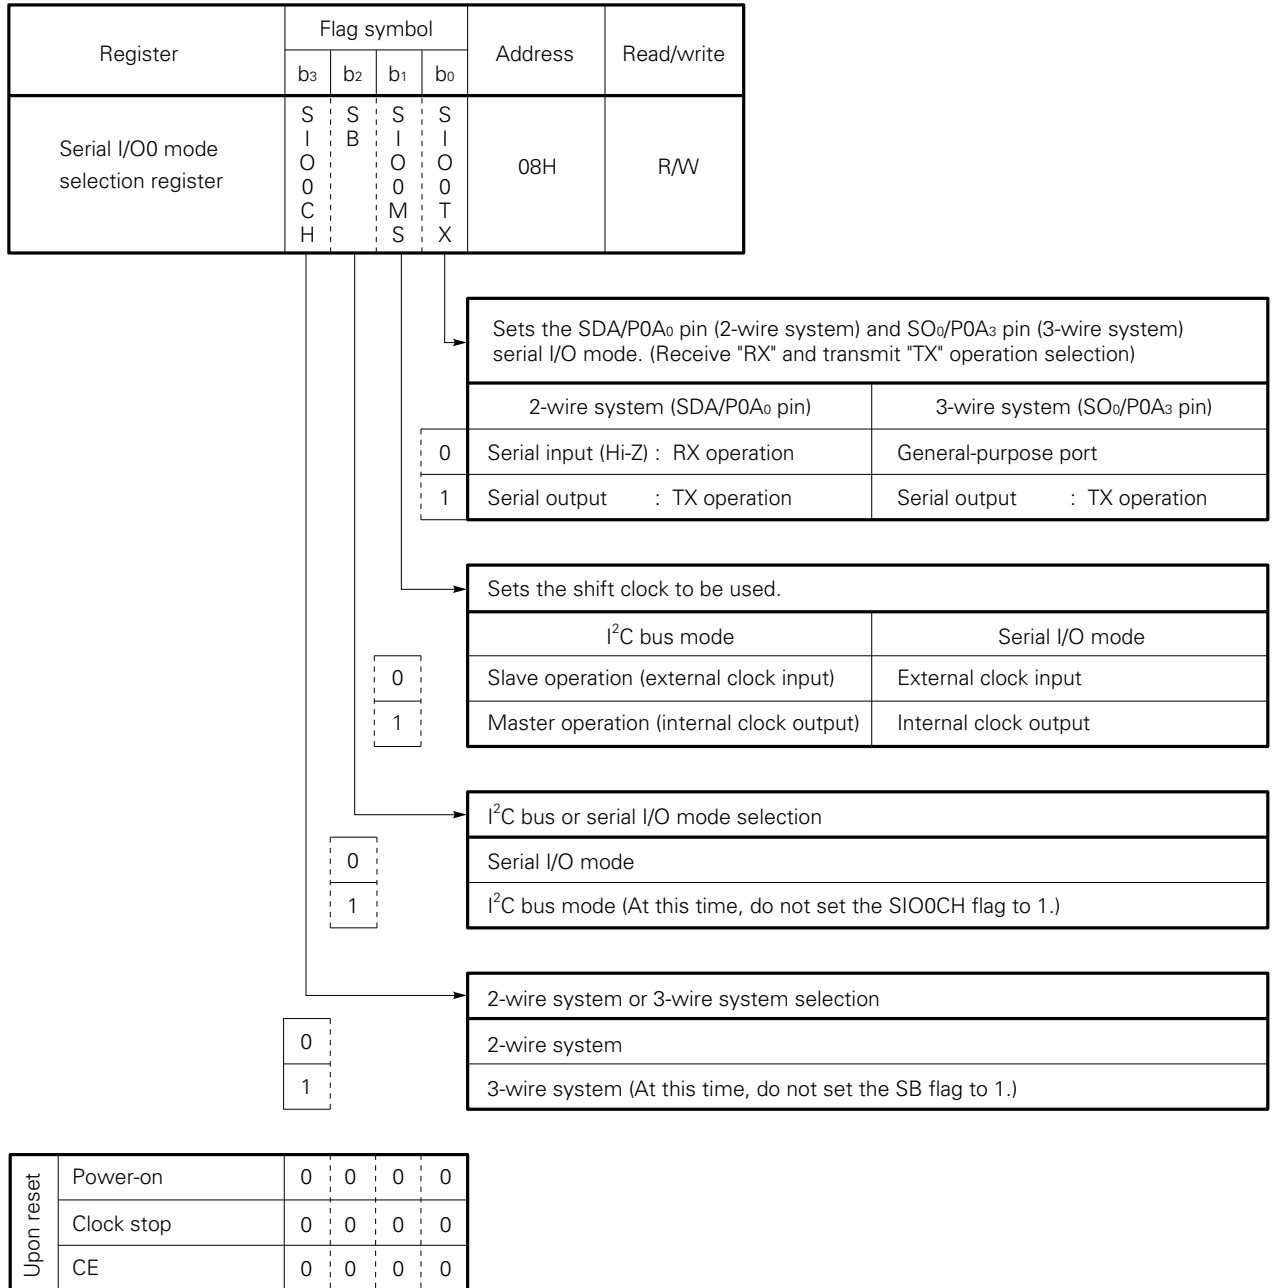 Register
Flag symbol
Address
Read/write
b3 b2 b1 b0
Serial I/O0 mode
selection register
SIO0CH
SB
SIO0MS
SIO0TX
08H
R/W
Sets the SDA/P0A0 pin (2-wire system) and SO0/P0A3 pin (3-wire system)
serial I/O mode. (Receive "RX" and transmit "TX" operation selection)
2-wire system (SDA/P0A0 pin) 3-wire system (SO0/P0A3 pin)
0 Serial input (Hi-Z) : RX operation General-purpose port
1 Serial output : TX operation Serial output : TX operation
Sets the shift clock to be used.
I2C bus mode Serial I/O mode
0 Slave operation (external clock input) External clock input
1 Master operation (internal clock output) Internal clock output
I2C bus or serial I/O mode selection
0 Serial I/O mode
1 I2C bus mode (At this time, do not set the SIO0CH flag to 1.)
2-wire system or 3-wire system selection
0 2-wire system
1 3-wire system (At this time, do not set the SB flag to 1.)
Upon reset
Power-on 0 0 0 0
Clock stop 0 0 0 0
CE 0 0 0 0